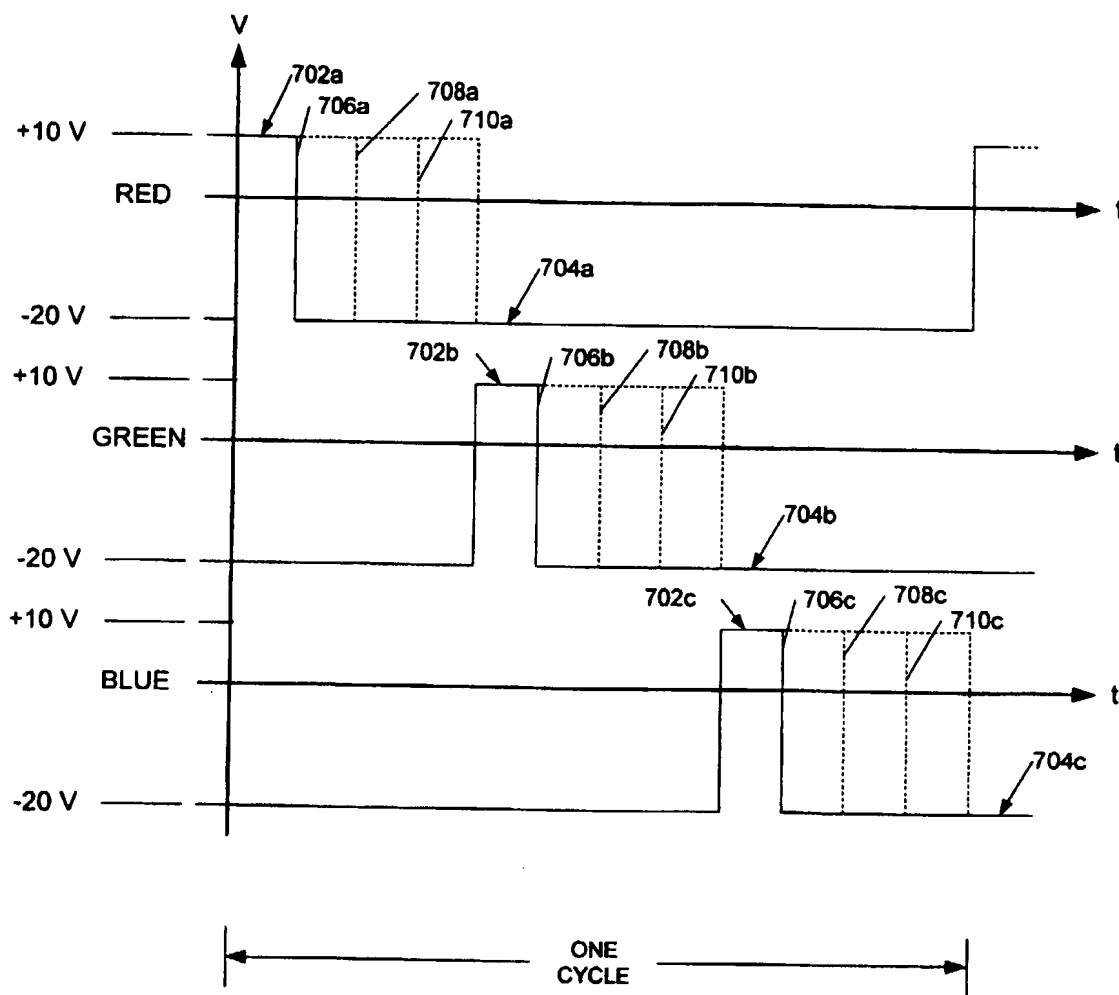 V
702a
706a
708a
710a
+10 V
RED
t
704a
-20 V
702b
706b
708b
710b
+10 V
GREEN
t
704b
-20 V
702c
706c
708c
710c
+10 V
BLUE
t
704c
-20 V
ONE
CYCLE